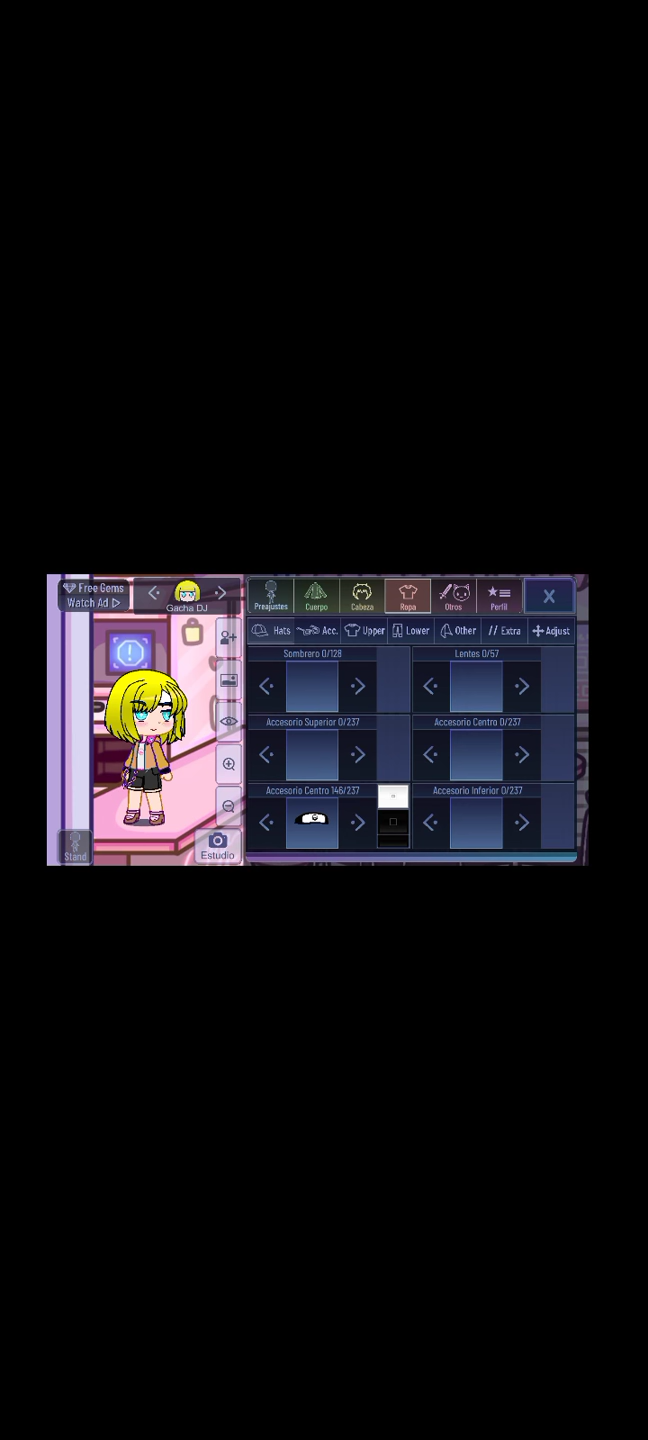 Free Gems
Watch Ad
Gacha DJ
Preajustes
Cuerpo
Cabeza
Ropa
Otros
Perfil
X
Hats
Acc.
Upper
Lower
Other
Extra
Adjust
Sombrero 0/128
Lentes 0/57
Accesorio Superior 0/237
Accesorio Centro 0/237
Accesorio Centro 146/237
Accesorio Inferior 0/237
Stand
Estudio